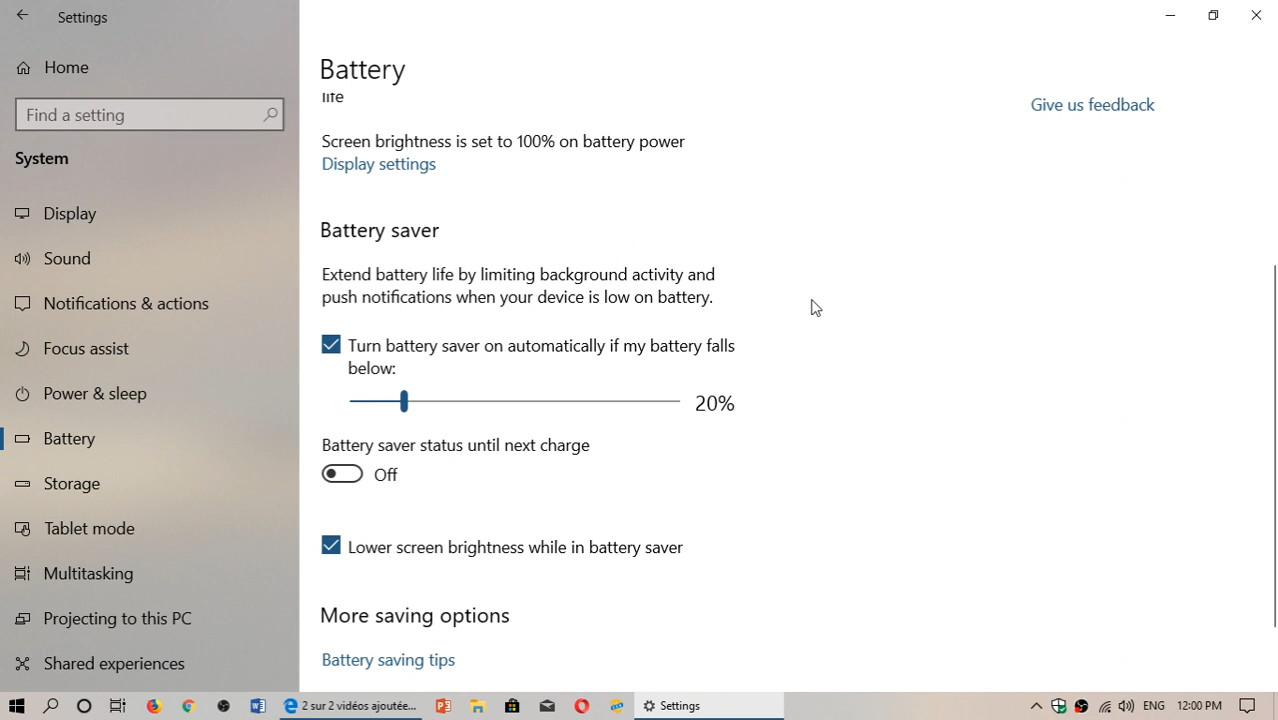 Settings
Home
Find a setting
System
Display
Sound
Notifications & actions
Focus assist
Power & sleep
Battery
Storage
Tablet mode
Multitasking
Projecting to this PC
Shared experiences
Battery
life
Screen brightness is set to 100% on battery power
Display settings
Give us feedback
Battery saver
Extend battery life by limiting background activity and
push notifications when your device is low on battery.
Turn battery saver on automatically if my battery falls
below:
20%
Battery saver status until next charge
Off
Lower screen brightness while in battery saver
More saving options
Battery saving tips
2 sur 2 vidéos ajoutée...
Settings
ENG
12:00 PM